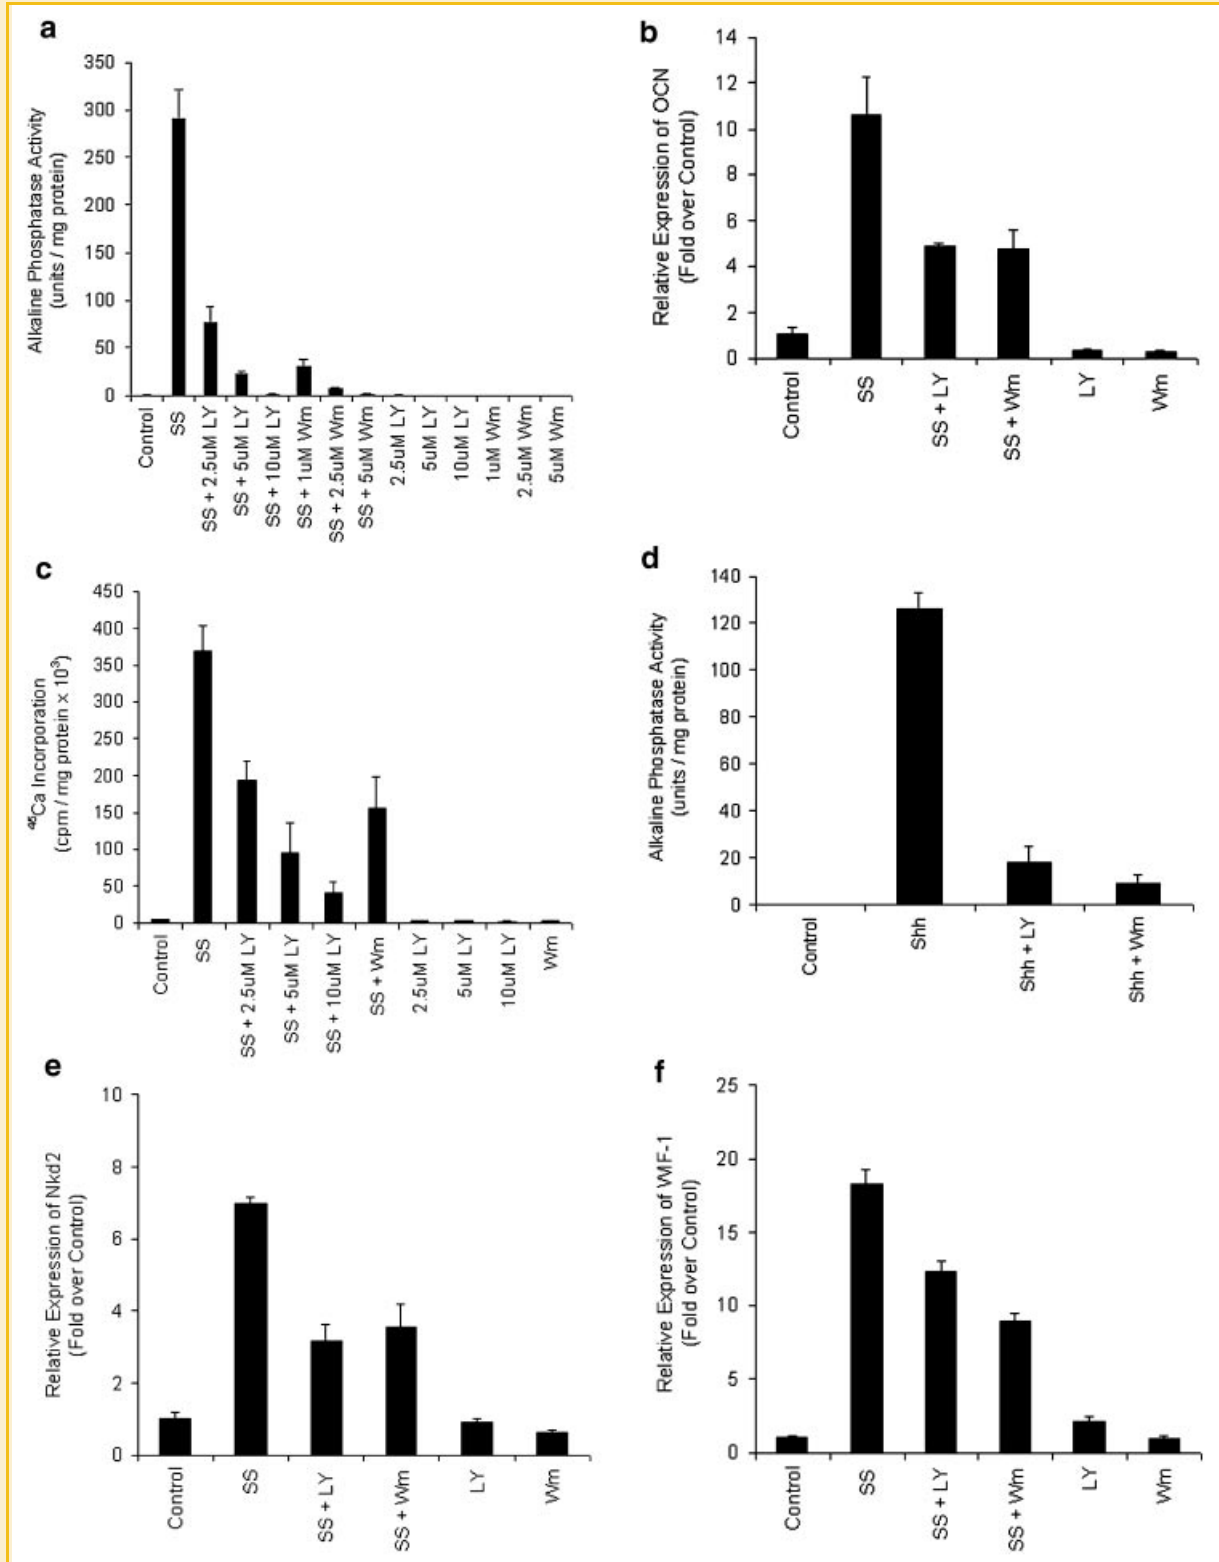 a
Alkaline Phosphatase Activity
(units / mg protein)
350
300
250
200
150
100
50
0
Control
SS
SS + 2.5uM LY
SS + 5uM LY
SS + 10uM LY
SS + 1uM Wm
SS + 2.5uM Wm
SS + 5uM Wm
2.5uM LY
5uM LY
10uM LY
1uM Wm
2.5uM Wm
5uM Wm
b
Relative Expression of OCN
(Fold over Control)
14
12
10
8
6
4
2
0
Control
SS
SS + LY
SS + Wm
LY
Wm
c
⁴⁵Ca Incorporation
(cpm / mg protein x 10³)
450
400
350
300
250
200
150
100
50
0
Control
SS
SS + 2.5uM LY
SS + 5uM LY
SS + 10uM LY
SS + Wm
2.5uM LY
5uM LY
10uM LY
Wm
d
Alkaline Phosphatase Activity
(units / mg protein)
140
120
100
80
60
40
20
0
Control
Shh
Shh + LY
Shh + Wm
e
Relative Expression of Nkd2
(Fold over Control)
10
8
6
4
2
0
Control
SS
SS + LY
SS + Wm
LY
Wm
f
Relative Expression of WIF-1
(Fold over Control)
25
20
15
10
5
0
Control
SS
SS + LY
SS + Wm
LY
Wm